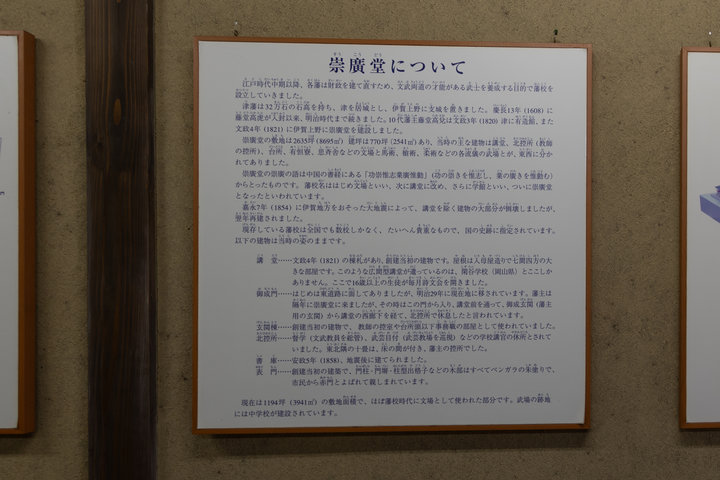 崇廣堂について
江戸時代中期以降、各藩は財政を建て直すため、文武両道の才能がある武士を養成する目的で藩校を
設立していきました。
津藩は32万石の石高を持ち、津を居城とし、伊賀上野に支城を置きました。慶長13年（1608）に
藤堂高虎が入封以来、明治時代まで続きました。10代藩主藤堂高兌は文政3年（1820）津に有造館、また
文政4年（1821）に伊賀上野に崇廣堂を建設しました。
崇廣堂の敷地は2635坪（8695㎡）建坪は770坪（2541㎡）あり、当時の主な建物は講堂、北控所（教師
の控所）、台所、有恒寮、思斉舎などの文場と馬術、槍術、柔術などの各流儀の武場とが、東西に分か
れてありました。
崇廣堂の崇廣の語は中国の書経にある「功崇惟志業廣惟勤」（功の崇きを惟志し、業の廣きを惟勤む）
からとったものです。藩校名ははじめ文場といい、次に講堂に改め、さらに学館といい、ついに崇廣堂
となったといわれています。
嘉永7年（1854）に伊賀地方をおそった大地震によって、講堂を除く建物の大部分が倒壊しましたが、
翌年再建されました。
現存している藩校は全国でも数校しかなく、たいへん貴重なもので、国の史跡に指定されています。
以下の建物は当時の姿のままです。
講　堂……文政4年（1821）の棟札があり、創建当初の建物です。屋根は入母屋造りで七間四方の大
きな部屋です。このような広間型講堂が遺っているのは、閑谷学校（岡山県）とここしか
ありません。ここで16歳以上の生徒が毎月詩文会を開きました。
御成門……はじめは東道路に面してありましたが、明治29年に現在地に移されています。藩主は
隔年に崇廣堂に来ましたが、その時はこの門から入り、講堂前を通って、御成玄関（藩主
用の玄関）から講堂の西廊下を経て、北控所で休息したと言われています。
玄関棟……創建当初の建物で、教師の控室や台所頭以下事務職の部屋として使われていました。
北控所……督学（文武教員を総管）、武芸目付（武芸教場を巡視）などの学校講官の休所とされて
いました。東北隅の十畳は、床の間が付き、藩主の控所でした。
書　庫……安政5年（1858）、地震後に建てられました。
表　門……創建当初の建築で、門柱・門塀・枝型出格子などの木部はすべてベンガラの朱塗りで、
市民から赤門とよばれて親しまれています。
現在は1194坪（3941㎡）の敷地面積で、ほぼ藩校時代に文場として使われた部分です。武場の跡地
には中学校が建設されています。